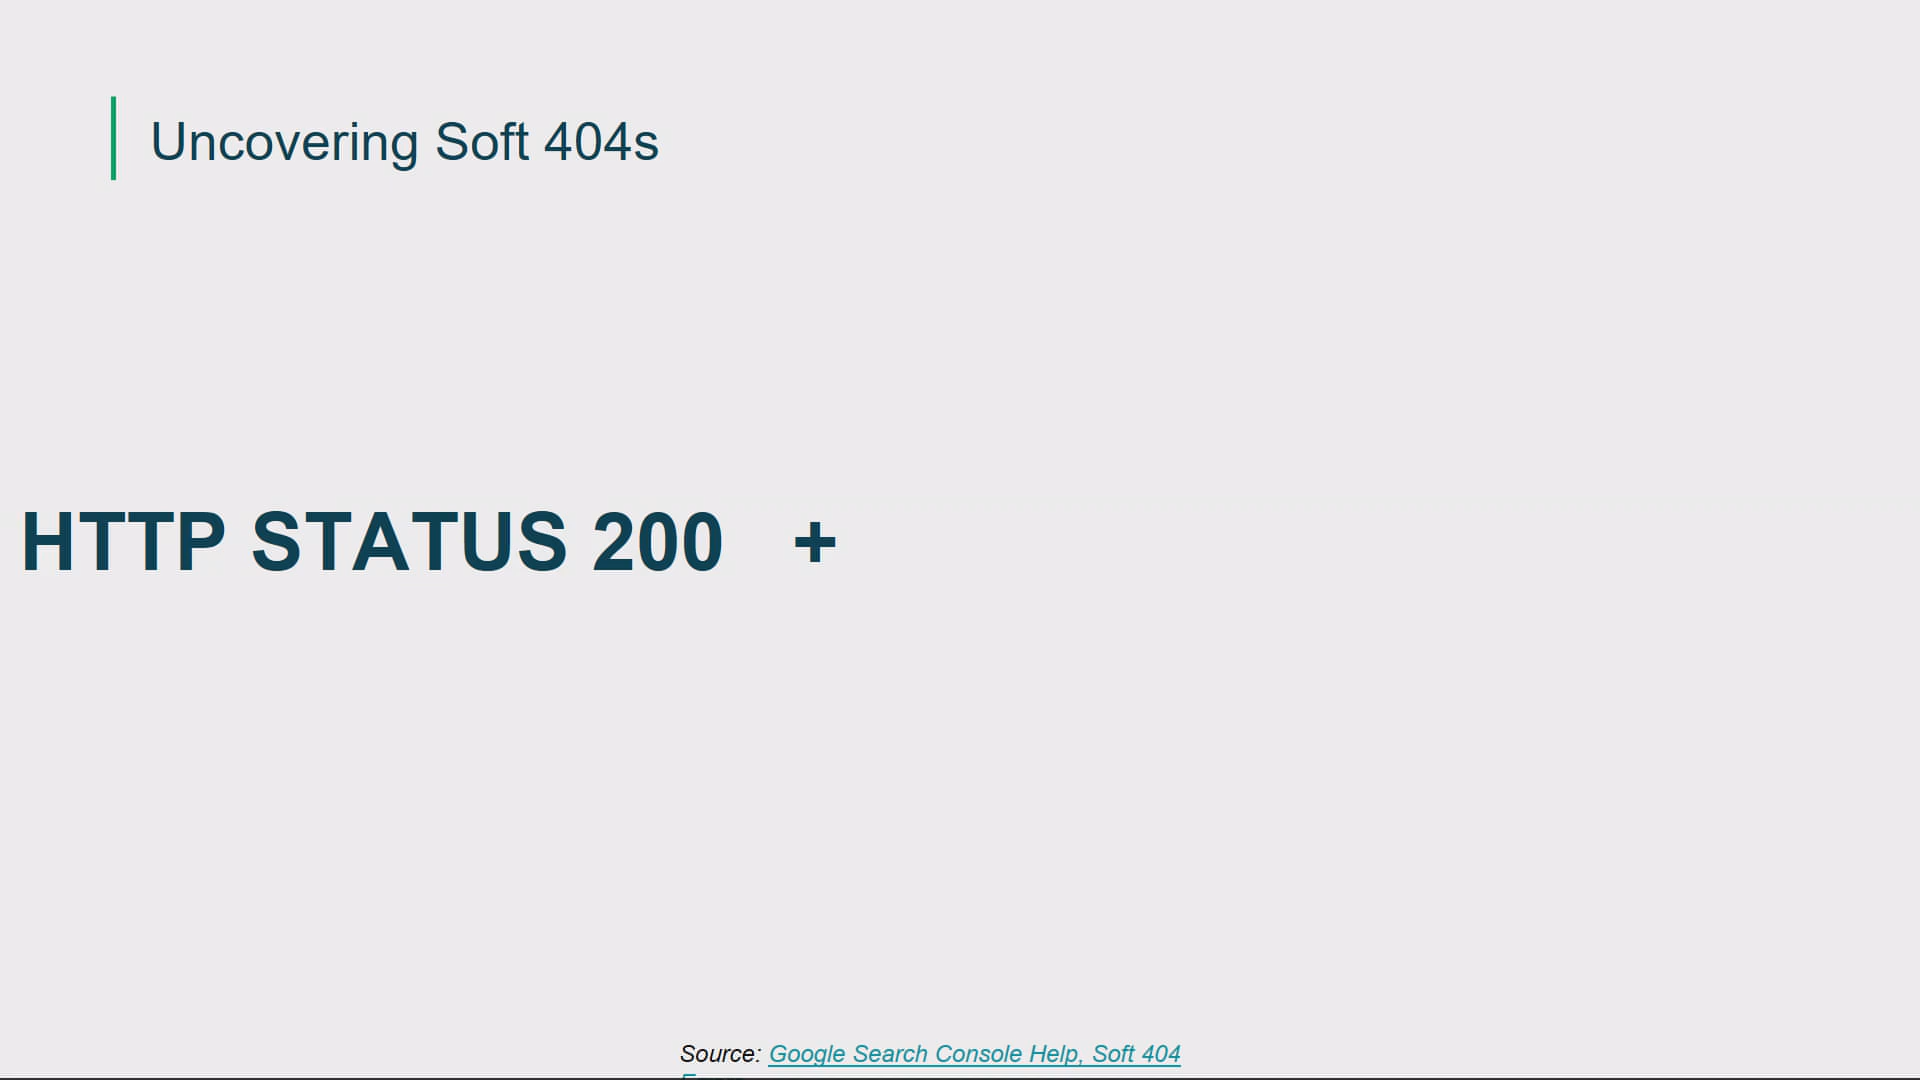 Uncovering Soft 404s
HTTP STATUS 200 +
Source: Google Search Console Help, Soft 404